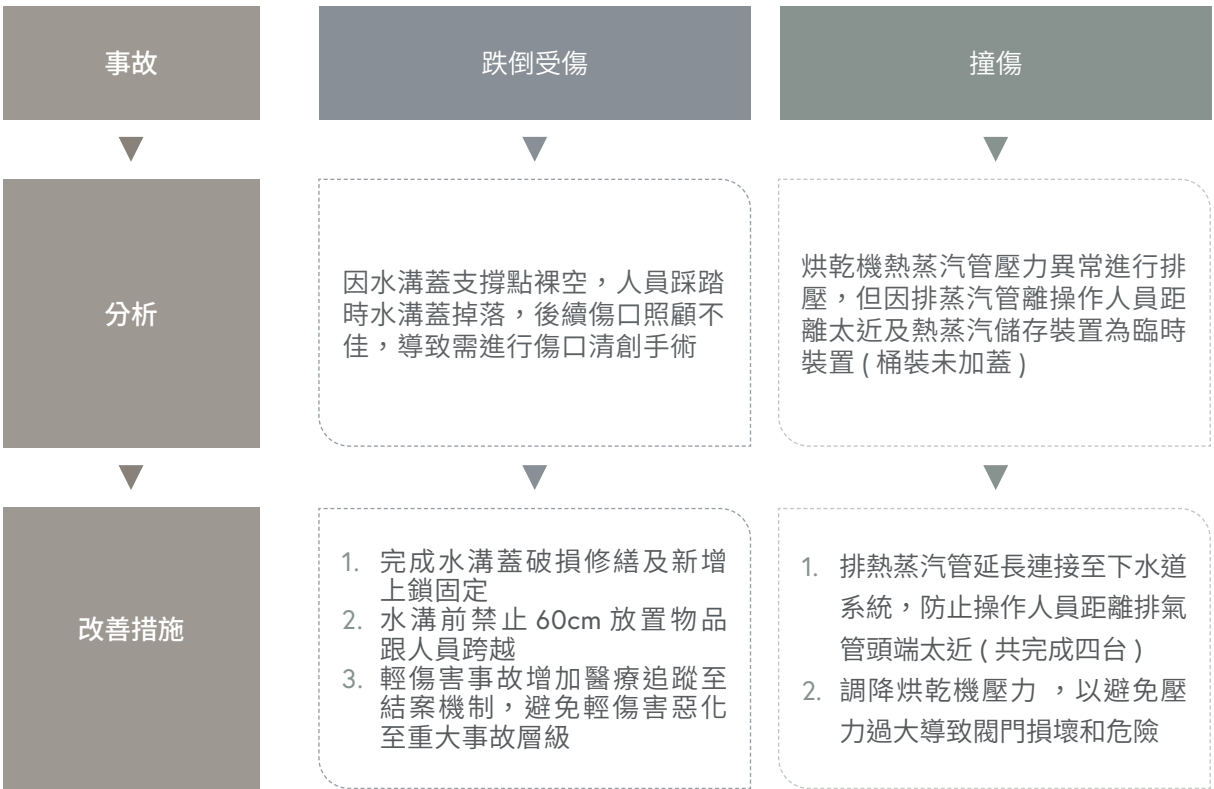 事故
跌倒受傷
撞傷
分析
因水溝蓋支撐點裸空，人員踩踏
時水溝蓋掉落，後續傷口照顧不
佳，導致需進行傷口清創手術
烘乾機熱蒸汽管壓力異常進行排
壓，但因排蒸汽管離操作人員距
離太近及熱蒸汽儲存裝置為臨時
裝置 ( 桶裝未加蓋 )
改善措施
1. 完成水溝蓋破損修繕及新增
上鎖固定
2. 水溝前禁止 60cm 放置物品
跟人員跨越
3. 輕傷害事故增加醫療追蹤至
結案機制，避免輕傷害惡化
至重大事故層級
1. 排熱蒸汽管延長連接至下水道
系統，防止操作人員距離排氣
管頭端太近 ( 共完成四台 )
2. 調降烘乾機壓力 ，以避免壓
力過大導致閥門損壞和危險